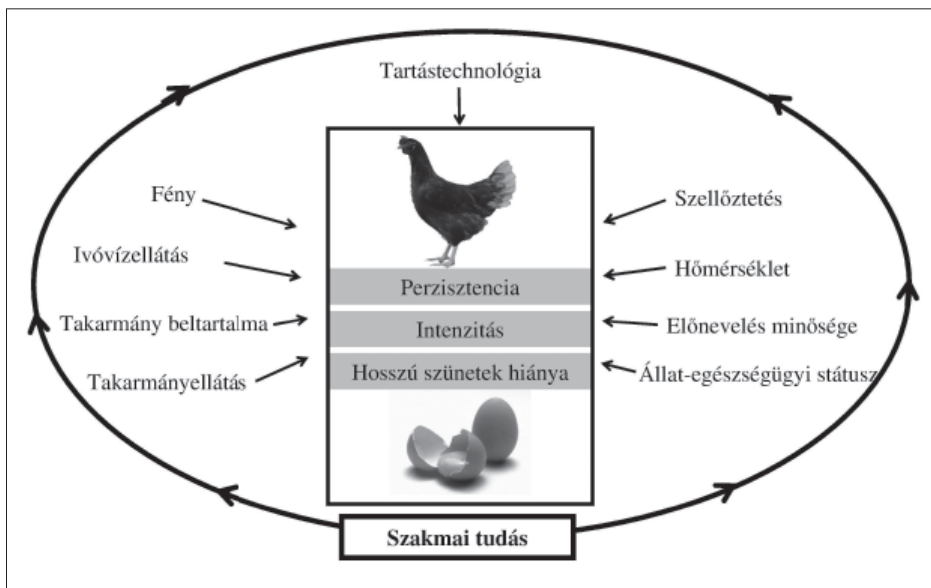 Tartástechnológia
Fény
Ivóvízellátás
Takarmány beltartalma
Takarmányellátás
Perzisztencia
Intenzitás
Hosszú szünetek hiánya
Szellőztetés
Hőmérséklet
Előnevelés minősége
Állat-egészségügyi státusz
Szakmai tudás